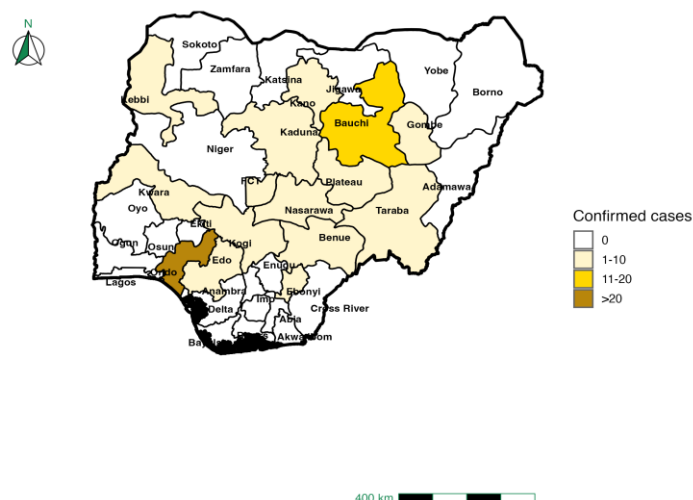 N
Sokoto
Zamfara
Katsina
Jigawa
Yobe
Borno
Kebbi
Kano
Bauchi
Gombe
Kaduna
Niger
FCT
Plateau
Adamawa
Kwara
Oyo
Nasarawa
Taraba
Ekiti
Ogun
Osun
Kogi
Benue
Edo
Enugu
Ondo
Lagos
Anambra
Imo
Ebonyi
Delta
Cross River
Abia
Akwa Ibom
Confirmed cases
0
1-10
11-20
>20
400 km